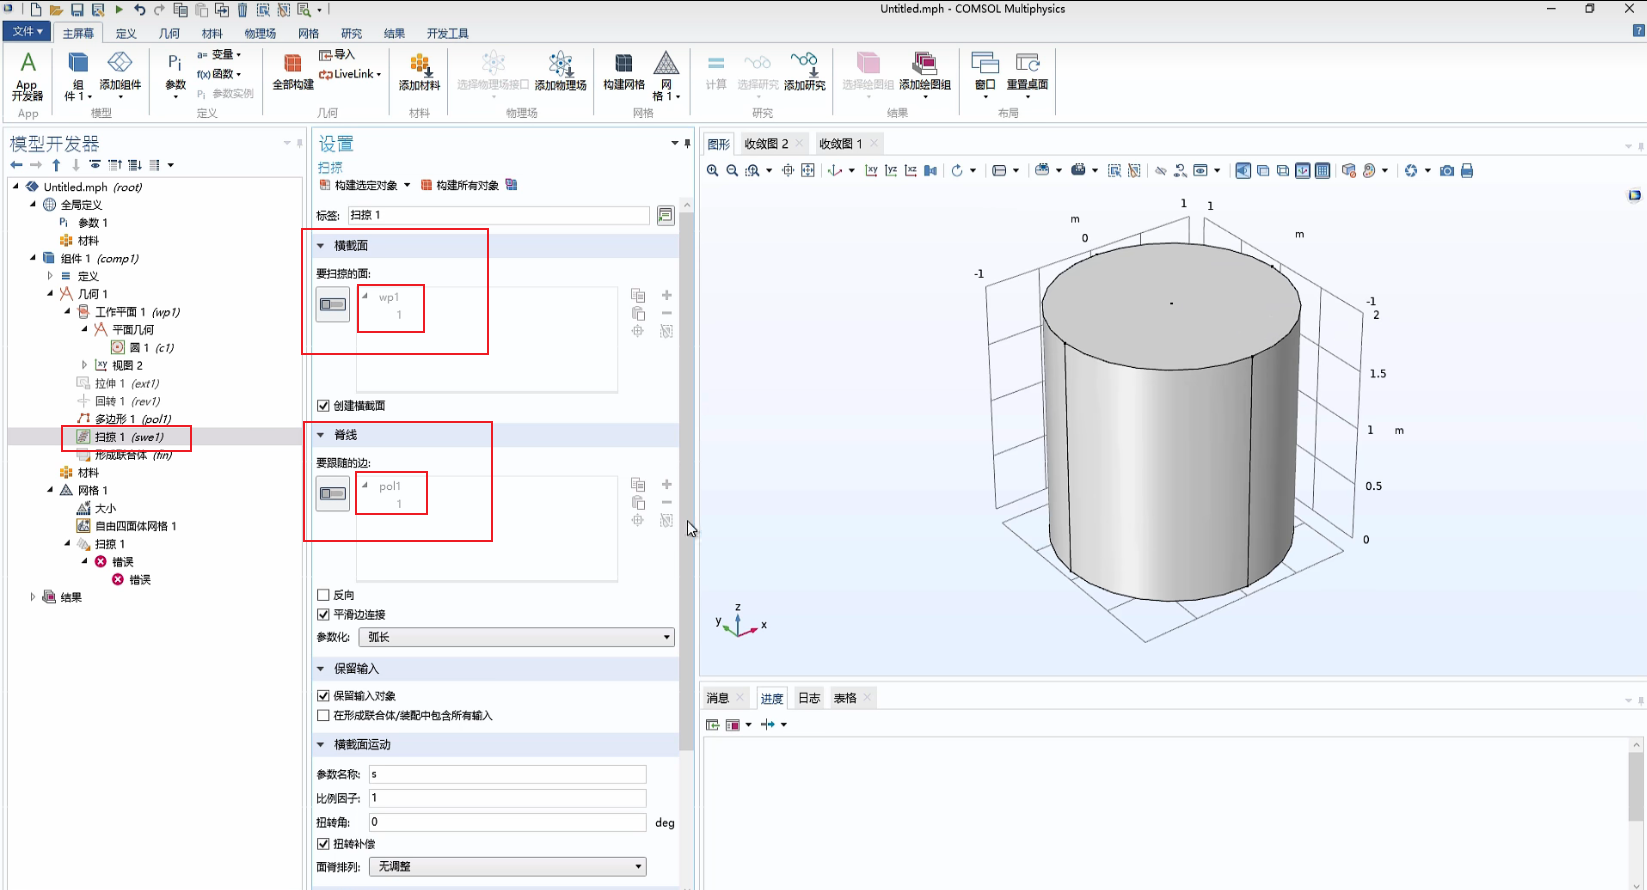 Untitled.mph - COMSOL Multiphysics
文件
主屏幕
定义
几何
材料
物理场
网格
研究
结果
开发工具
App
开发器
App
组
件 1
添加组件
模型
Pi
参数
a= 变量
f(x) 函数
Pi 参数实例
定义
全部构建
导入
LiveLink
几何
添加材料
材料
选择物理场接口
添加物理场
物理场
构建网格
网
格 1
网格
计算
选择研究
添加研究
研究
选择绘图组
添加绘图组
结果
窗口
重置桌面
布局
模型开发器
Untitled.mph (root)
全局定义
Pi 参数 1
材料
组件 1 (comp1)
定义
几何 1
工作平面 1 (wp1)
平面几何
圆 1 (c1)
xy 视图 2
拉伸 1 (ext1)
回转 1 (rev1)
多边形 1 (pol1)
扫掠 1 (swe1)
形成联合体 (fin)
材料
网格 1
大小
自由四面体网格 1
扫掠 1
错误
错误
结果
设置
扫掠
构建选定对象
构建所有对象
标签: 扫掠 1
横截面
要扫掠的面:
wp1
1
创建横截面
脊线
要跟随的边:
pol1
1
反向
平滑边连接
参数化: 弧长
保留输入
保留输入对象
在形成联合体/装配中包含所有输入
横截面运动
参数名称: s
比例因子: 1
扭转角: 0 deg
扭转补偿
面脊排列: 无调整
图形
收敛图 2
收敛图 1
xy
yz
xz
1
1
m
m
0
-1
-1
2
1.5
1
m
0.5
0
z
y
x
消息
进度
日志
表格